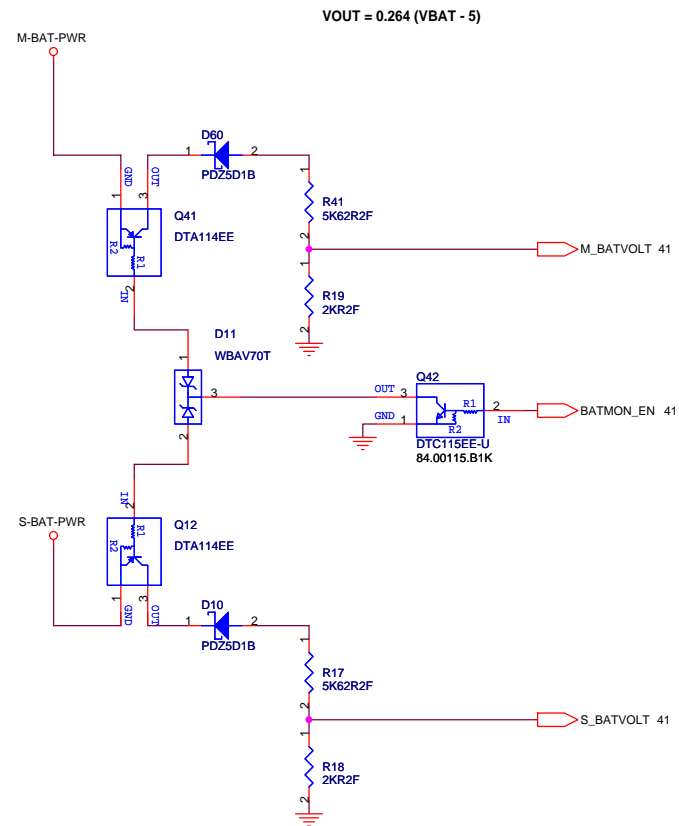 VOUT = 0.264 (VBAT - 5)
M-BAT-PWR
D60
1
2
PDZ5D1B
GND
OUT
1
3
Q41
DTA114EE
R2
R1
2
IN
1
R41
5K62R2F
2
M_BATVOLT 41
1
R19
2KR2F
2
D11
WBAV70T
1
3
2
OUT
3
Q42
GND
1
R1
R2
2
IN
BATMON_EN 41
DTC115EE-U
84.00115.B1K
IN
2
S-BAT-PWR
Q12
DTA114EE
R1
R2
1
3
GND
OUT
D10
1
2
PDZ5D1B
1
R17
5K62R2F
2
S_BATVOLT 41
1
R18
2KR2F
2